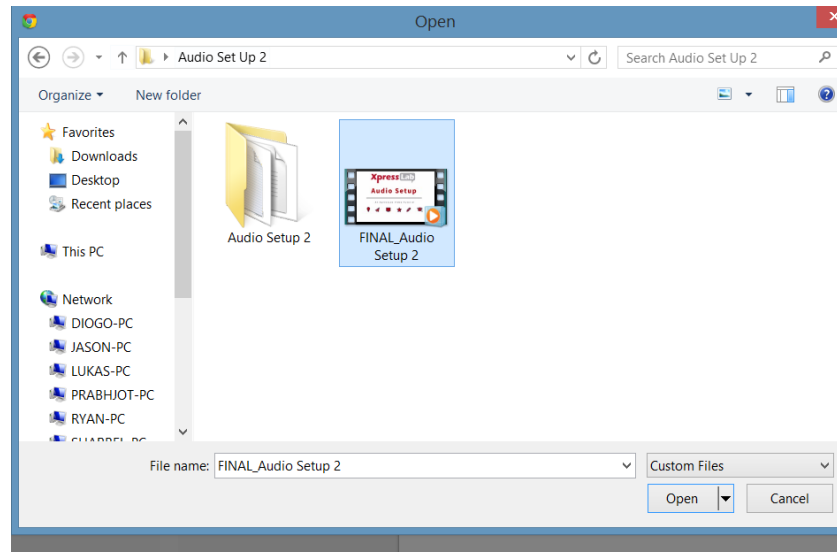 Open
Audio Set Up 2
Search Audio Set Up 2
Organize
New folder
Favorites
Downloads
Desktop
Recent places
This PC
Network
DIOGO-PC
JASON-PC
LUKAS-PC
PRABHJOT-PC
RYAN-PC
Audio Setup 2
Xpress Lab
Audio Setup
FINAL_Audio
Setup 2
File name:
FINAL_Audio Setup 2
Custom Files
Open
Cancel